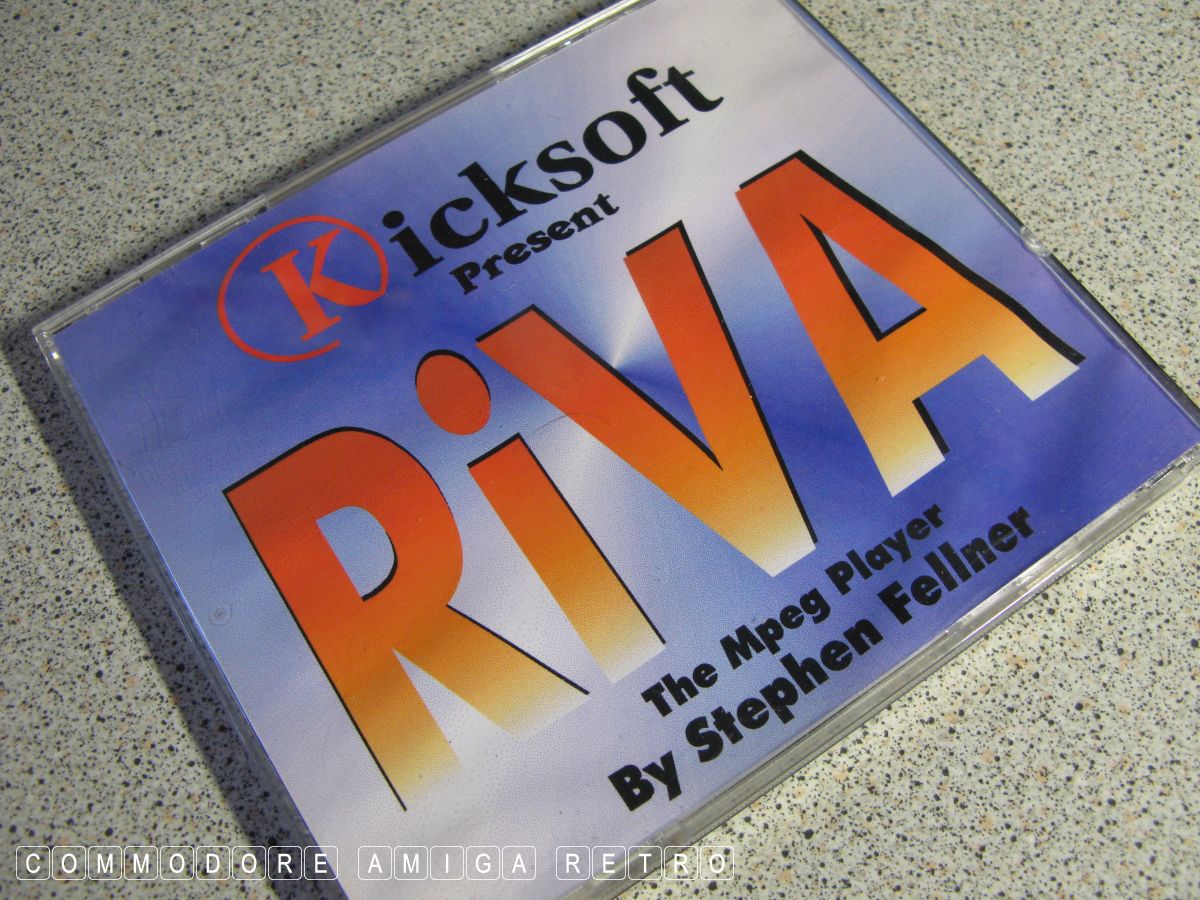 Kicksoft
Present
RiVA
The Mpeg Player
By Stephen Fellner
COMMODORE AMIGA RETRO